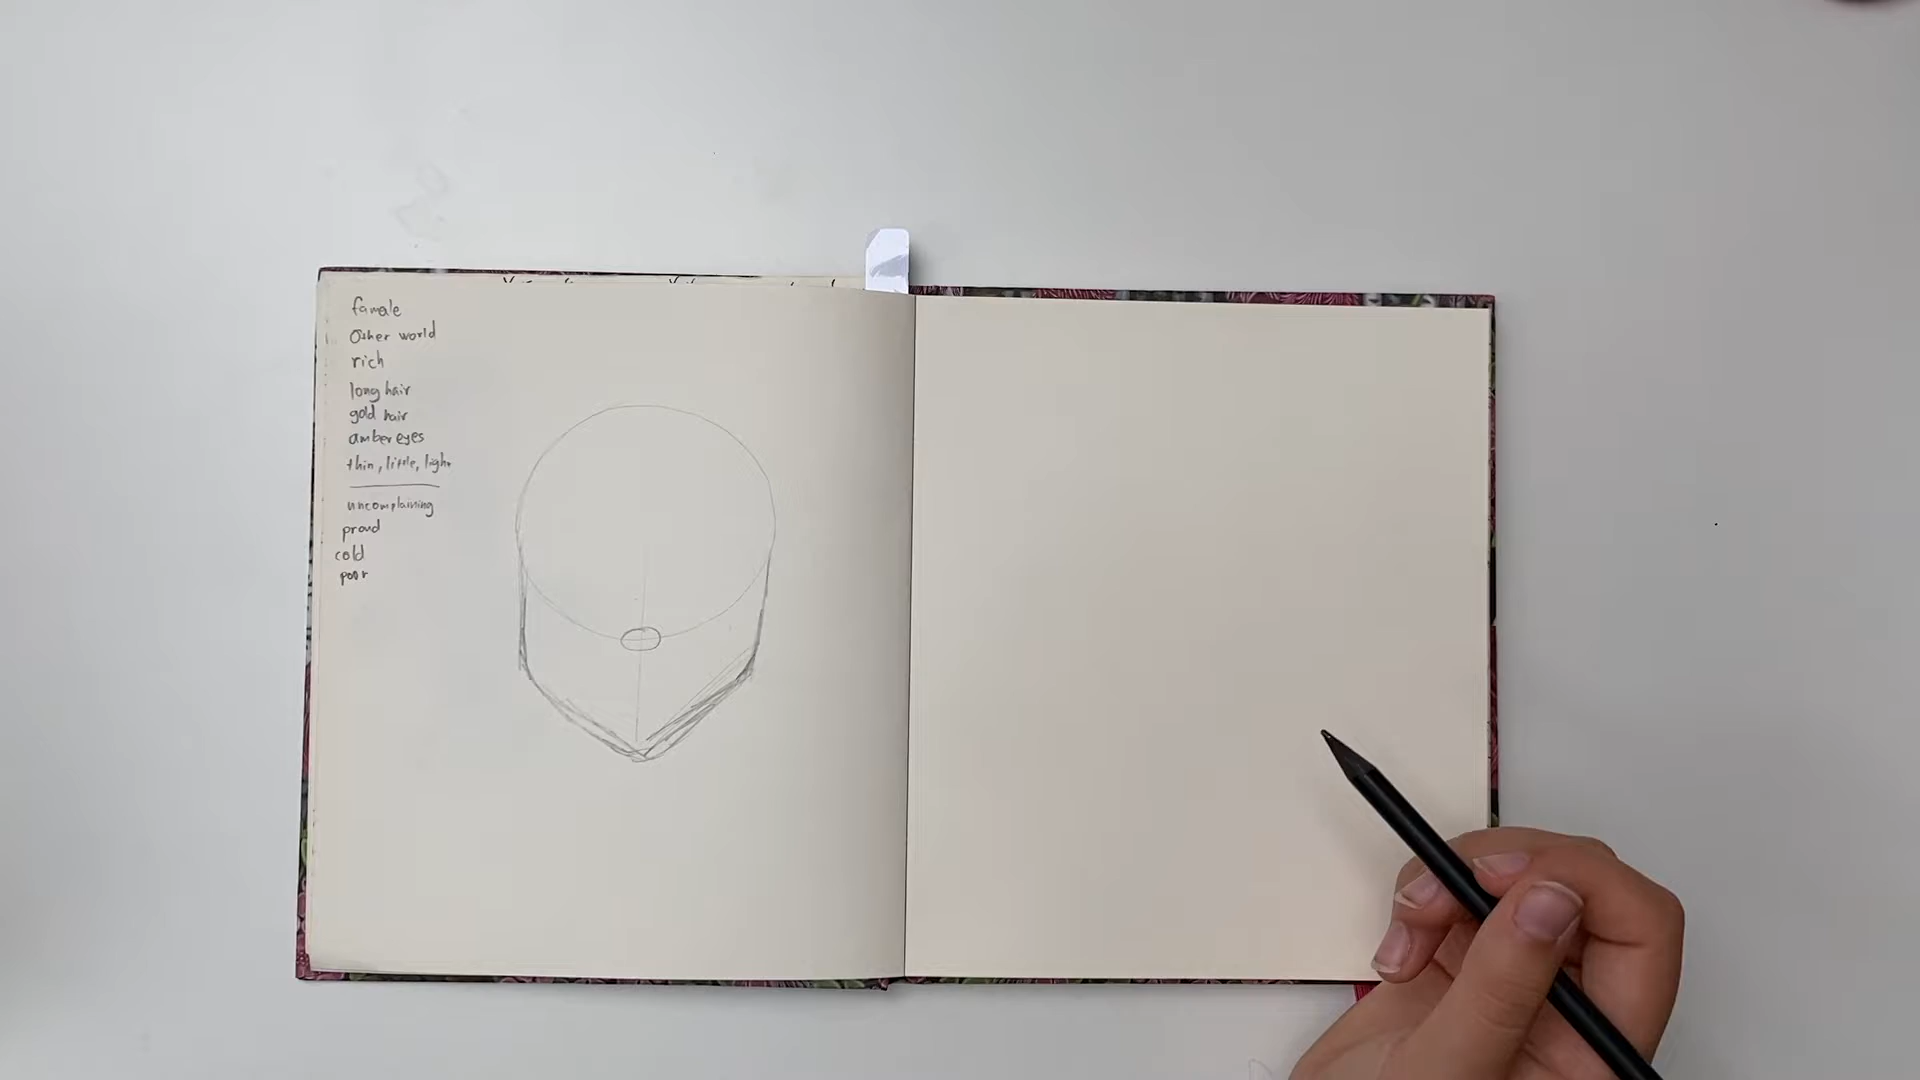 famale
Other world
rich
long hair
gold hair
amber eyes
thin, little, light
uncomplaining
proud
cold
poor